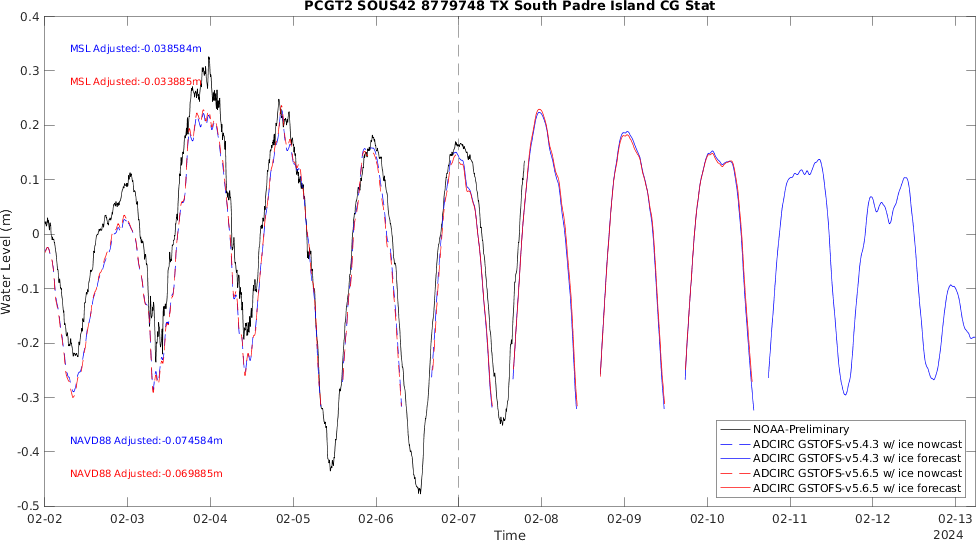 PCGT2 SOUS42 8779748 TX South Padre Island CG Stat
0.4
0.3
0.2
0.1
0
-0.1
-0.2
-0.3
-0.4
-0.5
Water Level (m)
MSL Adjusted:-0.038584m
MSL Adjusted:-0.033885m
NAVD88 Adjusted:-0.074584m
NAVD88 Adjusted:-0.069885m
NOAA-Preliminary
ADCIRC GSTOFS-v5.4.3 w/ ice nowcast
ADCIRC GSTOFS-v5.4.3 w/ ice forecast
ADCIRC GSTOFS-v5.6.5 w/ ice nowcast
ADCIRC GSTOFS-v5.6.5 w/ ice forecast
02-02 02-03 02-04 02-05 02-06 02-07 02-08 02-09 02-10 02-11 02-12 02-13
Time
2024